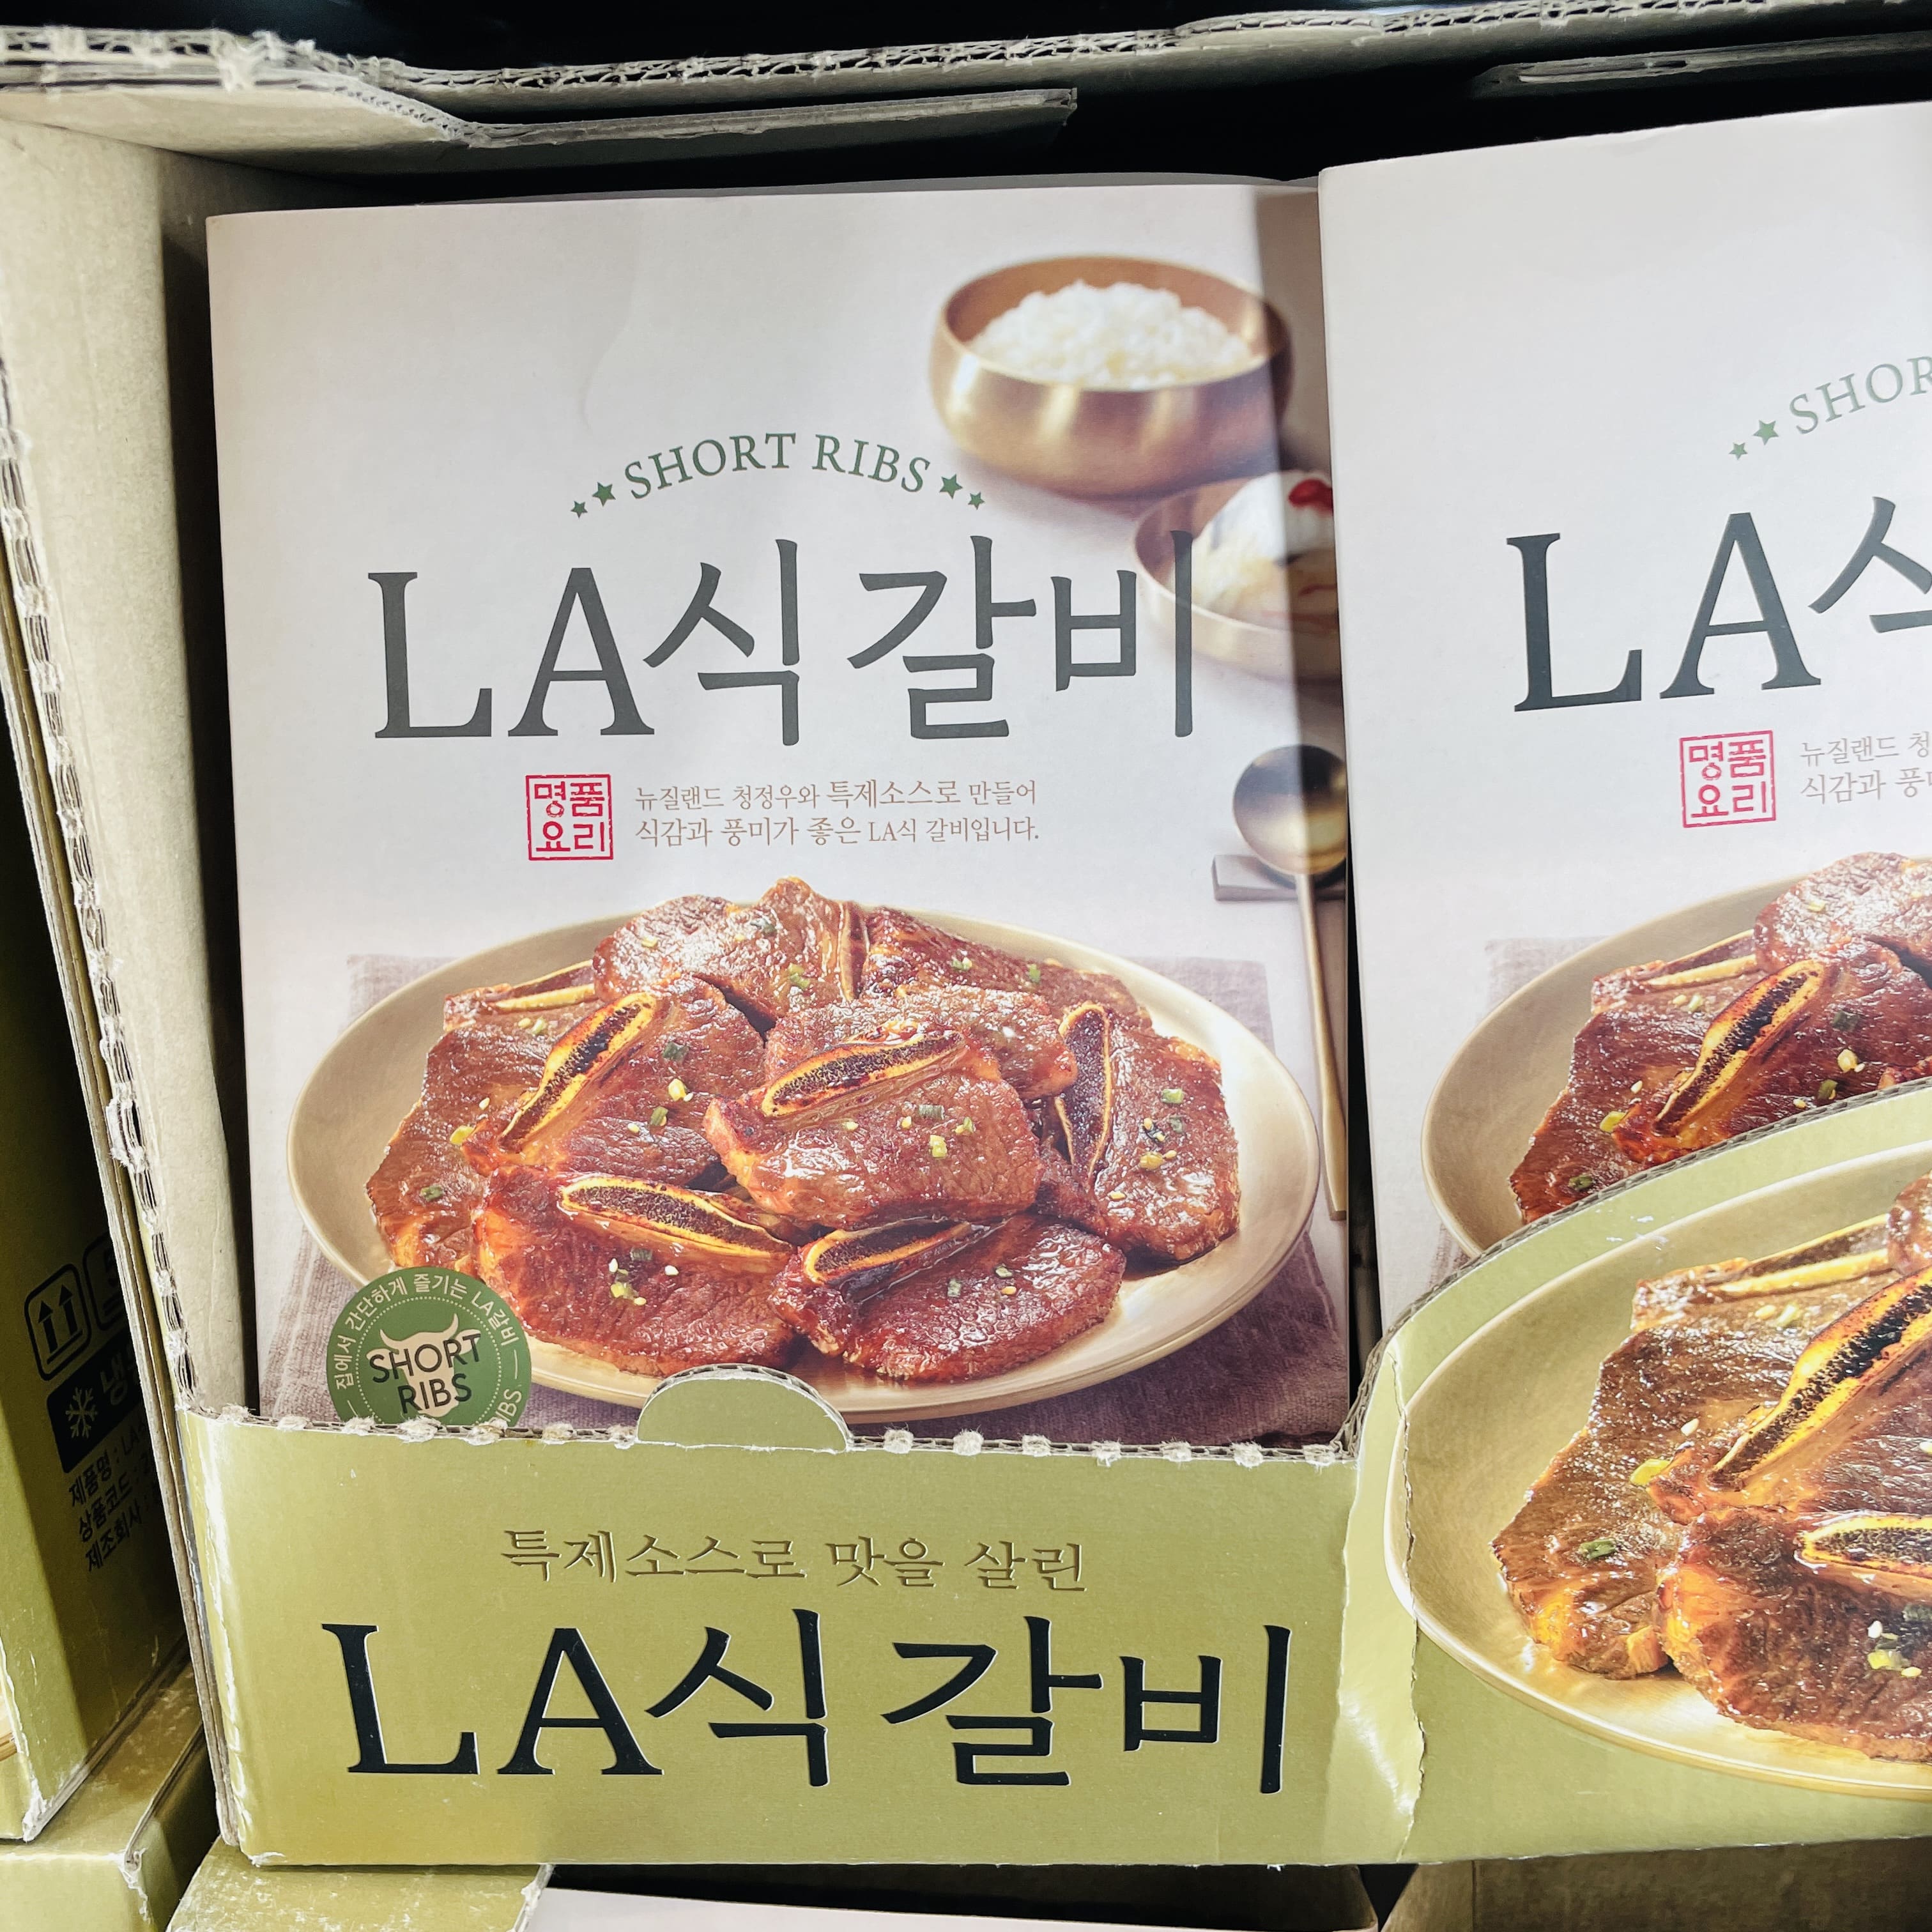 SHORT RIBS
LA식 갈비
명품
요리
뉴질랜드 청정우와 특제소스로 만들어
식감과 풍미가 좋은 LA식 갈비입니다.
집에서 간단하게 즐기는 LA갈비
SHORT
RIBS
RIBS
특제소스로 맛을 살린
LA식 갈비
LA식
명품
요리
뉴질랜드
식감과
제품명 :
상품코드 :
제조회사 :